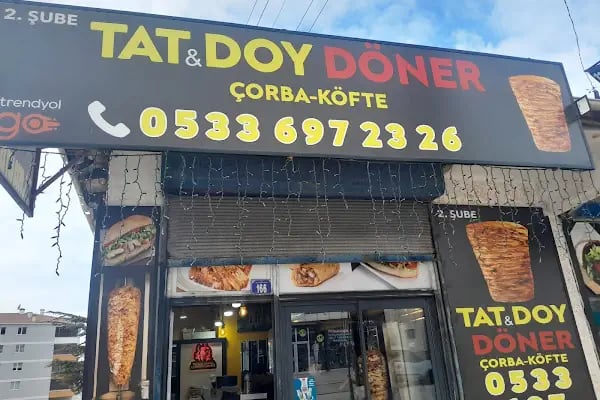 2. ŞUBE
TAT&DOY DÖNER
ÇORBA-KÖFTE
trendyol
go
0533 697 23 26
166
2. ŞUBE
TAT&DOY
DÖNER
ÇORBA-KÖFTE
0533